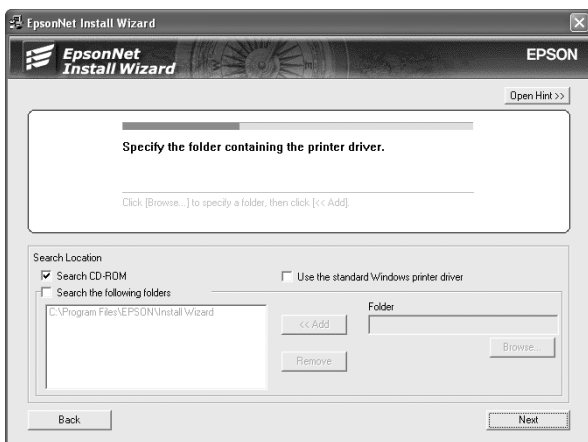 EpsonNet Install Wizard
EpsonNet
Install Wizard
EPSON
Open Hint >>
Specify the folder containing the printer driver.
Click [Browse...] to specify a folder, then click [<< Add].
Search Location
Search CD-ROM
Use the standard Windows printer driver
Search the following folders
C:\Program Files\EPSON\Install Wizard
<< Add
Folder
Browse...
Remove
Back
Next